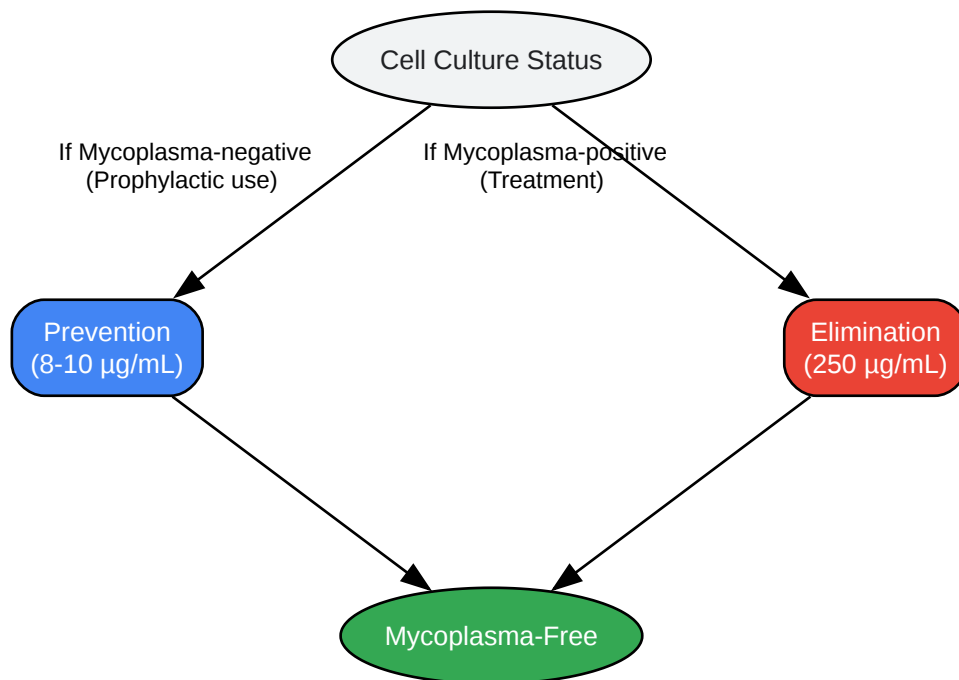 Cell Culture Status
If Mycoplasma-negative
(Prophylactic use)
If Mycoplasma-positive
(Treatment)
Prevention
(8-10 µg/mL)
Elimination
(250 µg/mL)
Mycoplasma-Free